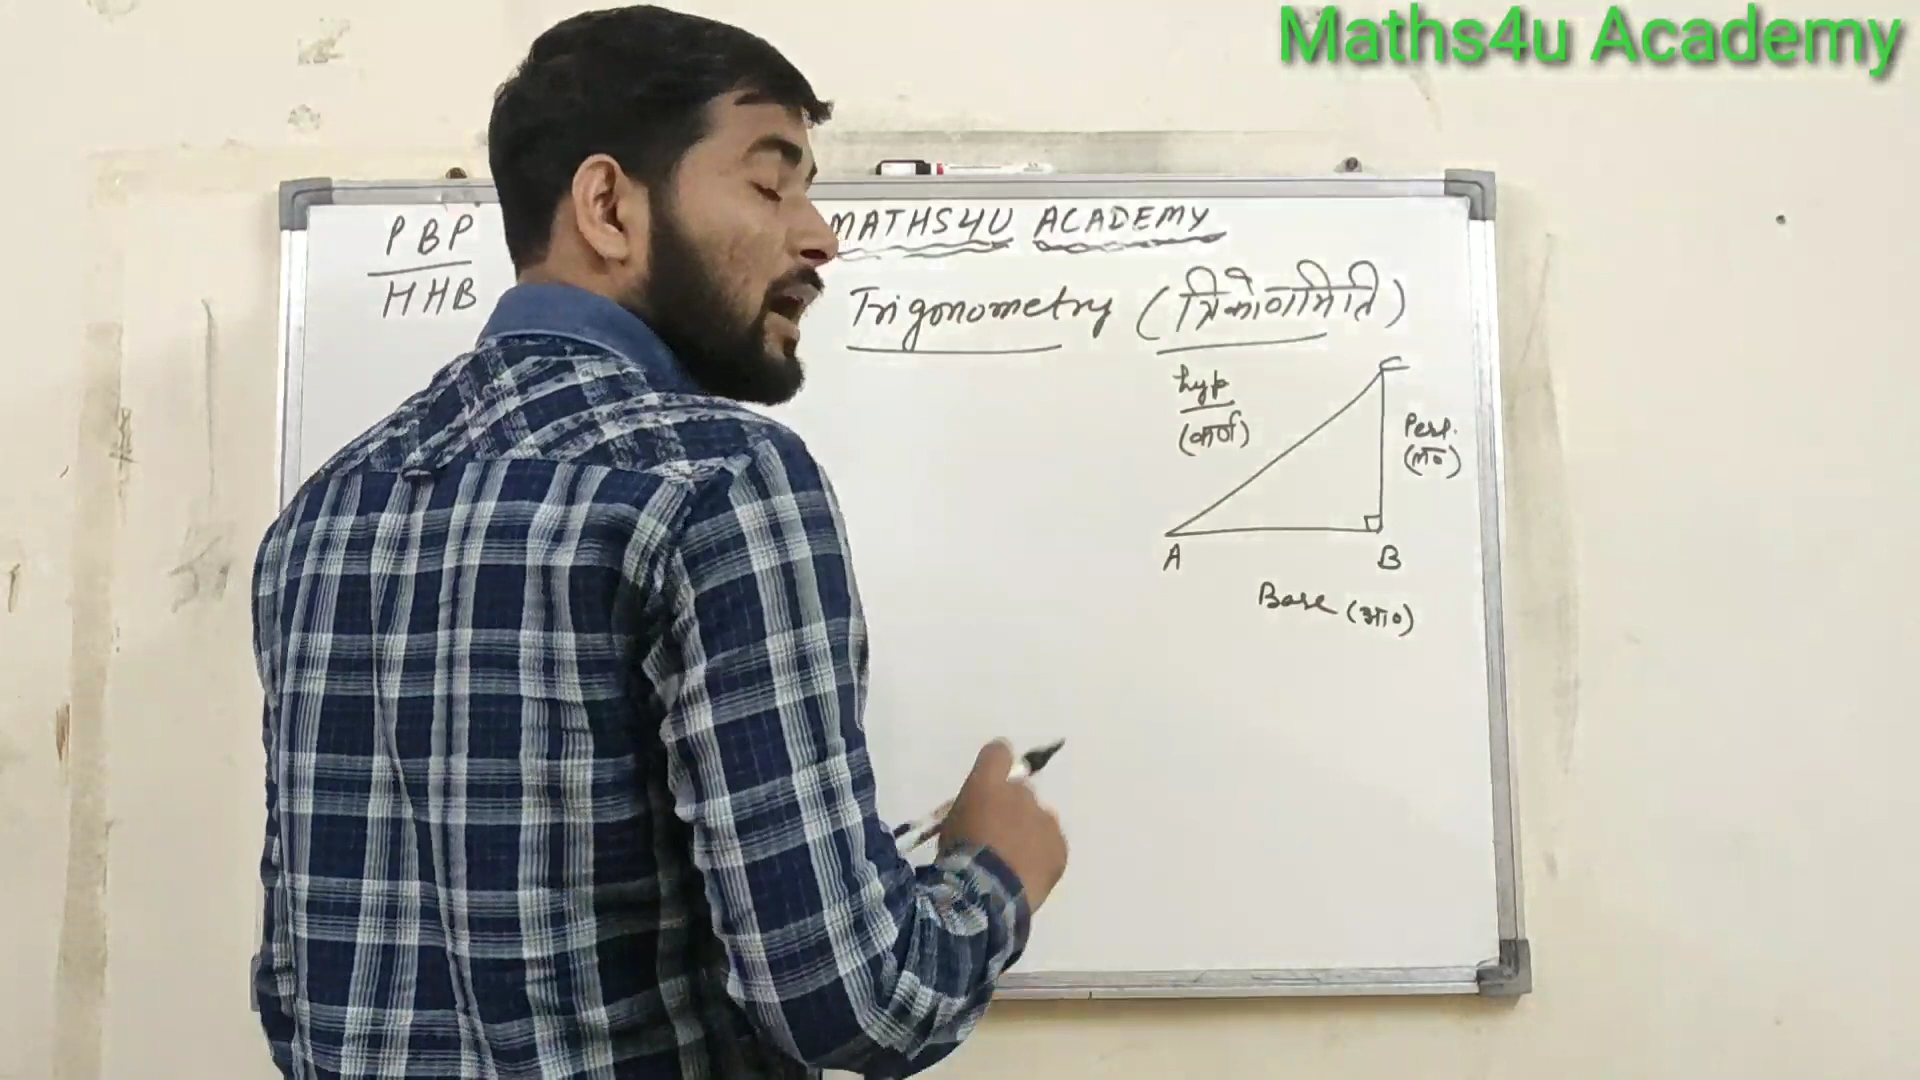 Maths4u Academy
MATHS4U ACADEMY
PBP
HHB
Trigonometry (त्रिकोणमिति)
hyp
(कर्ण)
C
Perp.
(लं०)
A
B
Base (आ०)